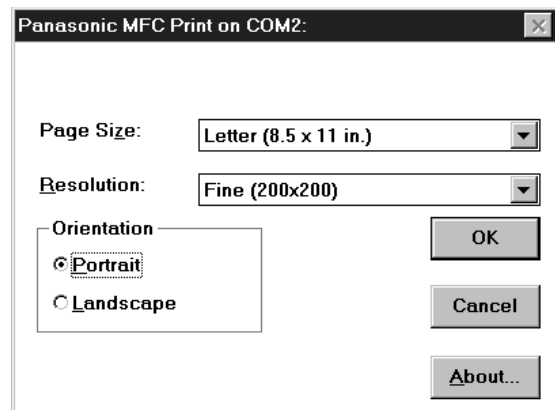 Panasonic MFC Print on COM2:
Page Size:
Letter (8.5 x 11 in.)
Resolution:
Fine (200x200)
Orientation
Portrait
Landscape
OK
Cancel
About...